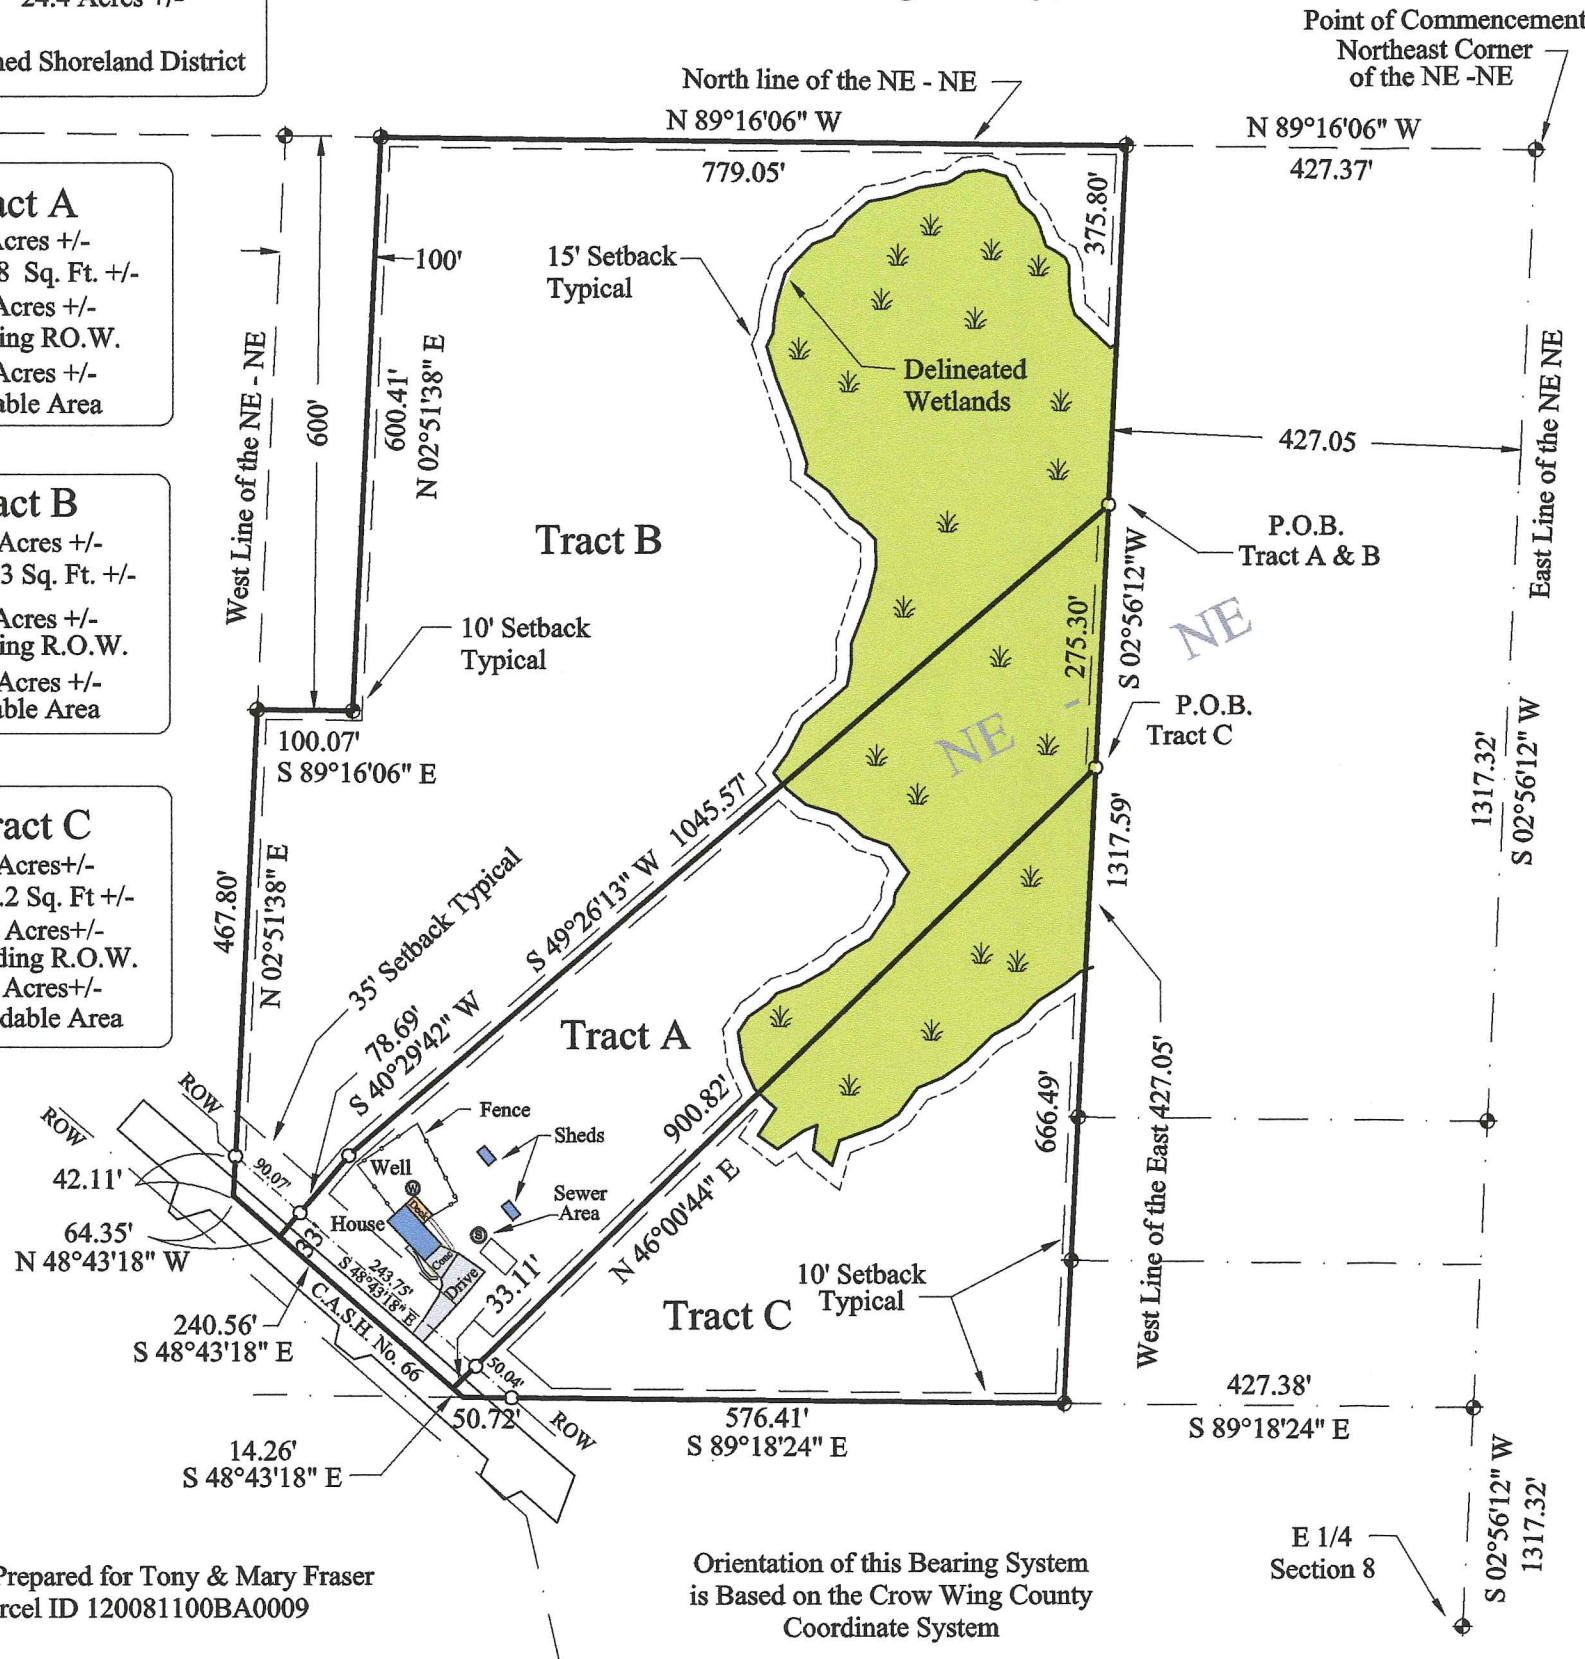 24.4 Acres +/-
Shoreland District
Point of Commencement
Northeast Corner
of the NE -NE
North line of the NE - NE
N 89°16'06" W
779.05'
N 89°16'06" W
427.37'
A
Acres +/-
8 Sq. Ft. +/-
Acres +/-
RO.W.
Acres +/-
Area
B
Acres +/-
3 Sq. Ft. +/-
Acres +/-
R.O.W.
Acres +/-
Area
C
Acres+/-
.2 Sq. Ft +/-
Acres+/-
R.O.W.
Acres+/-
Area
West Line of the NE - NE
600'
100'
600.41'
N 02°51'38" E
15' Setback
Typical
Delineated
Wetlands
375.80'
427.05
East Line of the NE NE
Tract B
P.O.B.
Tract A & B
S 02°56'12"W
275.30'
NE - NE
10' Setback
Typical
P.O.B.
Tract C
100.07'
S 89°16'06" E
1317.32'
S 02°56'12" W
1317.59'
467.80'
N 02°51'38" E
S 49°26'13" W 1045.57'
35' Setback Typical
78.69'
S 40°29'42" W
Tract A
ROW
ROW
90.07'
42.11'
64.35'
N 48°43'18" W
Fence
Sheds
Well
W
Deck
House
Sewer
Area
S
Conc
Drive
33
243.75'
S 48°43'18" E
33.11'
900.82'
N 46°00'44" E
666.49'
West Line of the East 427.05'
10' Setback
Typical
Tract C
240.56'
S 48°43'18" E
C.A.S.H. No. 66
50.04'
50.72'
ROW
576.41'
S 89°18'24" E
427.38'
S 89°18'24" E
14.26'
S 48°43'18" E
S 02°56'12" W
1317.32'
E 1/4
Section 8
Prepared for Tony & Mary Fraser
ID 120081100BA0009
Orientation of this Bearing System
is Based on the Crow Wing County
Coordinate System